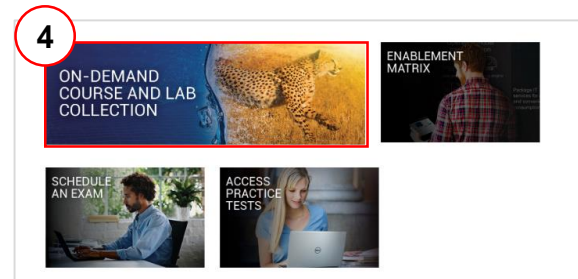 4
ON-DEMAND
COURSE AND LAB
COLLECTION
ENABLEMENT
MATRIX
SCHEDULE
AN EXAM
ACCESS
PRACTICE
TESTS